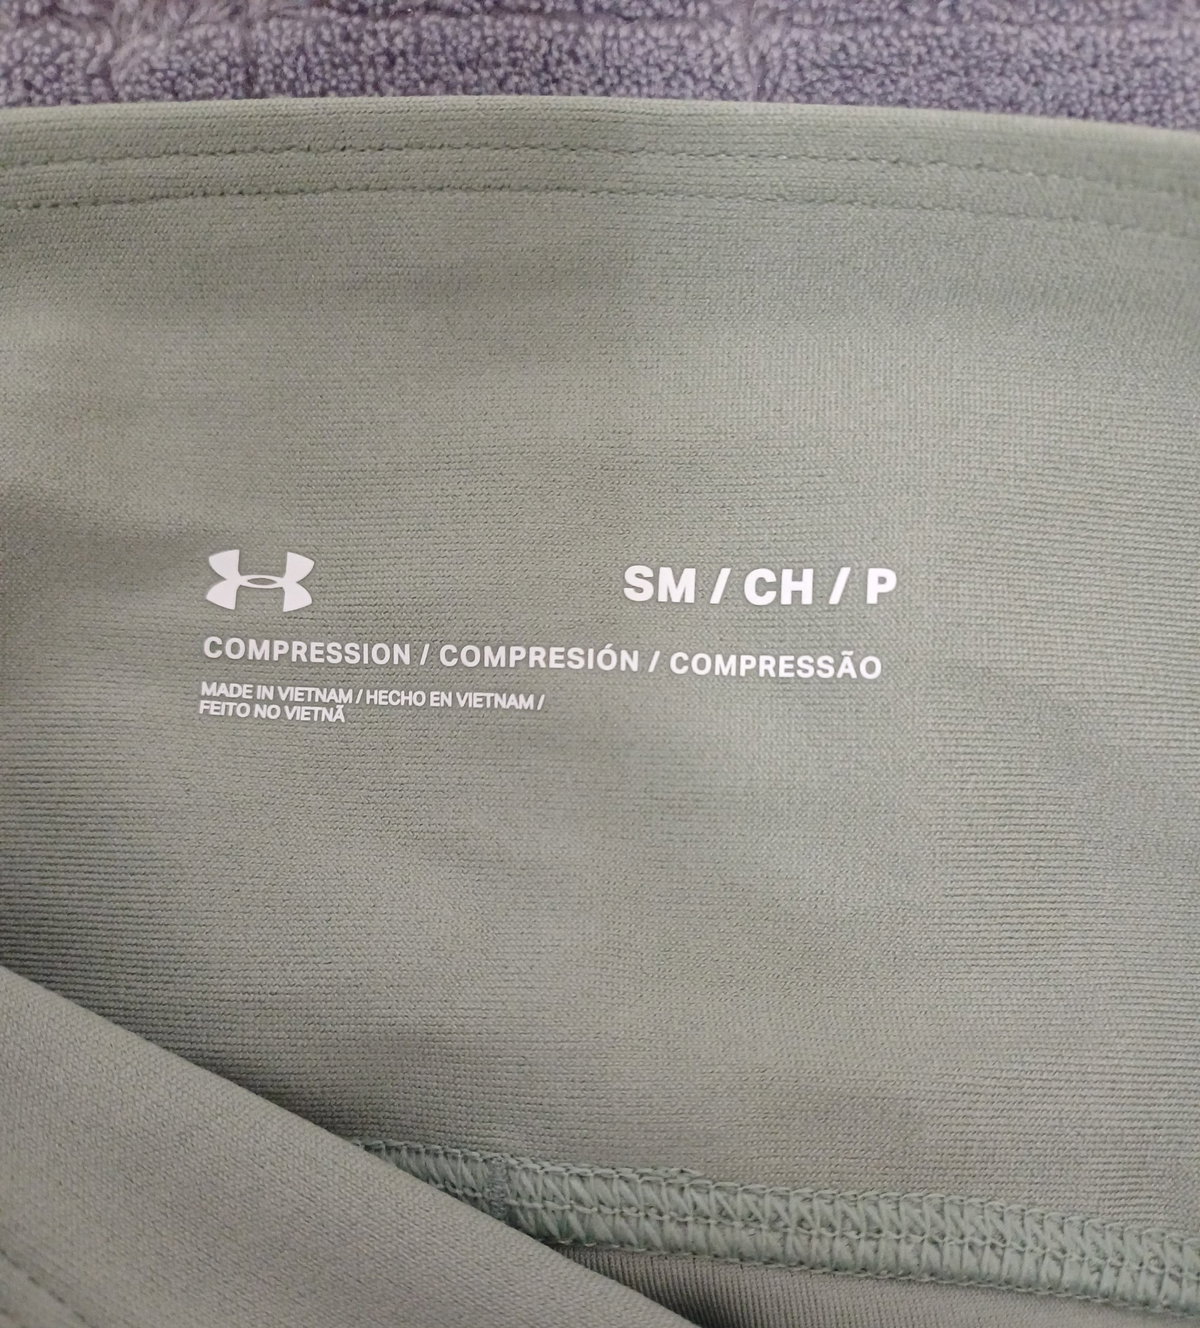 SM / CH / P
COMPRESSION / COMPRESIÓN / COMPRESSÃO
MADE IN VIETNAM / HECHO EN VIETNAM /
FEITO NO VIETNÃ